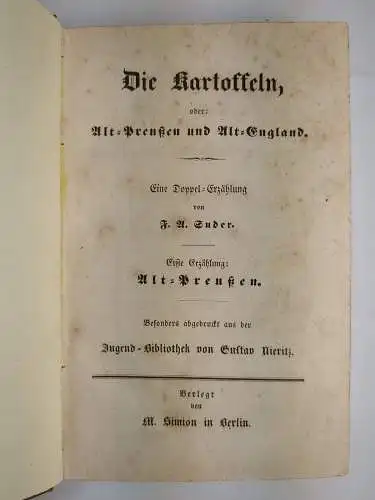 Die Kartoffeln,
oder:
Alt-Preußen und Alt-England.
Eine Doppel-Erzählung
von
F. A. Suder.
Erste Erzählung:
Alt-Preußen.
Besonders abgedruckt aus der
Jugend-Bibliothek von Gustav Nieritz.
Verlegt
von
M. Simion in Berlin.